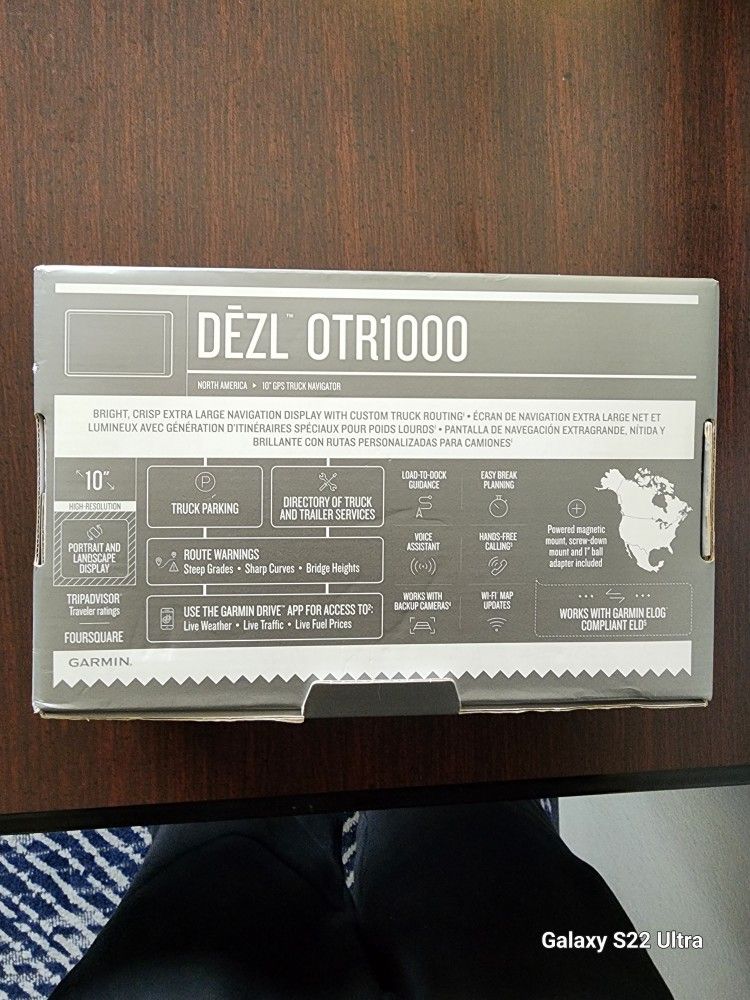 DĒZL™ OTR1000
NORTH AMERICA ▸ 10" GPS TRUCK NAVIGATOR
BRIGHT, CRISP EXTRA LARGE NAVIGATION DISPLAY WITH CUSTOM TRUCK ROUTING¹ • ÉCRAN DE NAVIGATION EXTRA LARGE NET ET
LUMINEUX AVEC GÉNÉRATION D'ITINÉRAIRES SPÉCIAUX POUR POIDS LOURDS¹ • PANTALLA DE NAVEGACIÓN EXTRAGRANDE, NÍTIDA Y
BRILLANTE CON RUTAS PERSONALIZADAS PARA CAMIONES¹
10"
HIGH-RESOLUTION
PORTRAIT AND
LANDSCAPE
DISPLAY
TRIPADVISOR®
Traveler ratings
FOURSQUARE
P
TRUCK PARKING
DIRECTORY OF TRUCK
AND TRAILER SERVICES
ROUTE WARNINGS
Steep Grades • Sharp Curves • Bridge Heights
USE THE GARMIN DRIVE™ APP FOR ACCESS TO²:
Live Weather • Live Traffic • Live Fuel Prices
LOAD-TO-DOCK
GUIDANCE
EASY BREAK
PLANNING
VOICE
ASSISTANT
HANDS-FREE
CALLING³
WORKS WITH
BACKUP CAMERAS⁴
WI-FI® MAP
UPDATES
Powered magnetic
mount, screw-down
mount and 1" ball
adapter included
WORKS WITH GARMIN ELOG™
COMPLIANT ELD⁵
GARMIN.
Galaxy S22 Ultra